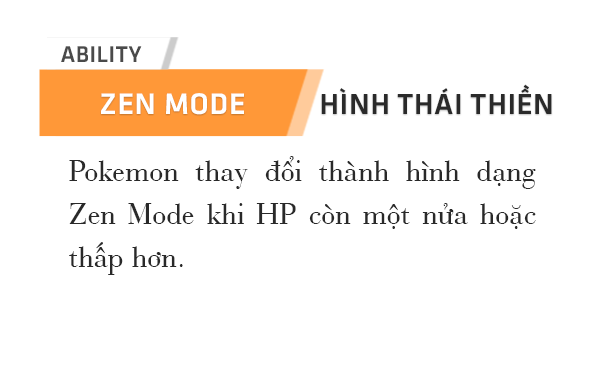 ABILITY
ZEN MODE HÌNH THÁI THIỀN
Pokemon thay đổi thành hình dạng
Zen Mode khi HP còn một nửa hoặc
thấp hơn.